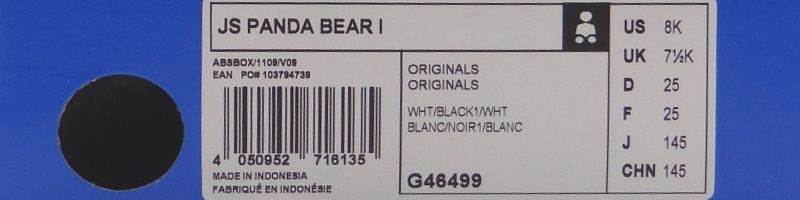 JS PANDA BEAR I
ABSBOX/1109/V09
EAN PO# 103794739
4 050952 716135
MADE IN INDONESIA
FABRIQUÉ EN INDONÉSIE
ORIGINALS
ORIGINALS
WHT/BLACK1/WHT
BLANC/NOIR1/BLANC
G46499
US 8K
UK 7½K
D 25
F 25
J 145
CHN 145